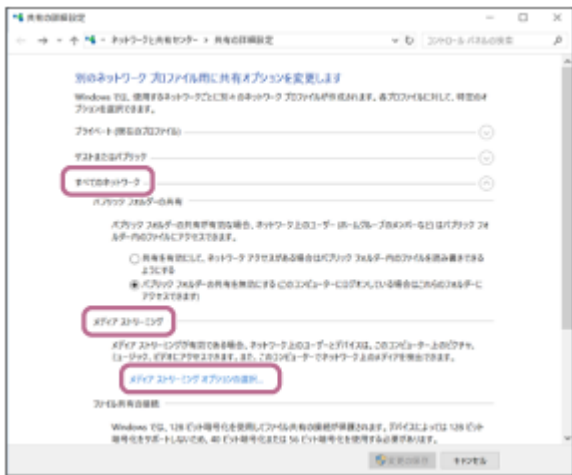 共有の詳細設定
ネットワークと共有センター › 共有の詳細設定
コントロール パネルの検索
別のネットワーク プロファイル用に共有オプションを変更します
Windows では、使用するネットワークごとに別々のネットワーク プロファイルが作成されます。各プロファイルに対して、特定のオ
プションを選択できます。
プライベート (現在のプロファイル)
ゲストまたはパブリック
すべてのネットワーク
パブリック フォルダーの共有
パブリック フォルダーの共有が有効な場合、ネットワーク上のユーザー (ホームグループのメンバーなど) はパブリック フォ
ルダー内のファイルにアクセスできます。
共有を有効にして、ネットワーク アクセスがある場合はパブリック フォルダー内のファイルを読み書きできる
ようにする
パブリック フォルダーの共有を無効にする (このコンピューターにログオンしている場合はこれらのフォルダーに
アクセスできます)
メディア ストリーミング
メディア ストリーミングが有効である場合、ネットワーク上のユーザーとデバイスは、このコンピューター上のピクチャ、
ミュージック、ビデオにアクセスできます。また、このコンピューターでネットワーク上のメディアを検出できます。
メディア ストリーミング オプションの選択...
ファイル共有の接続
Windows では、128 ビット暗号化を使用してファイル共有の接続が保護されます。デバイスによっては 128 ビット
暗号化をサポートしないため、40 ビット暗号化または 56 ビット暗号化を使用する必要があります。
変更の保存
キャンセル